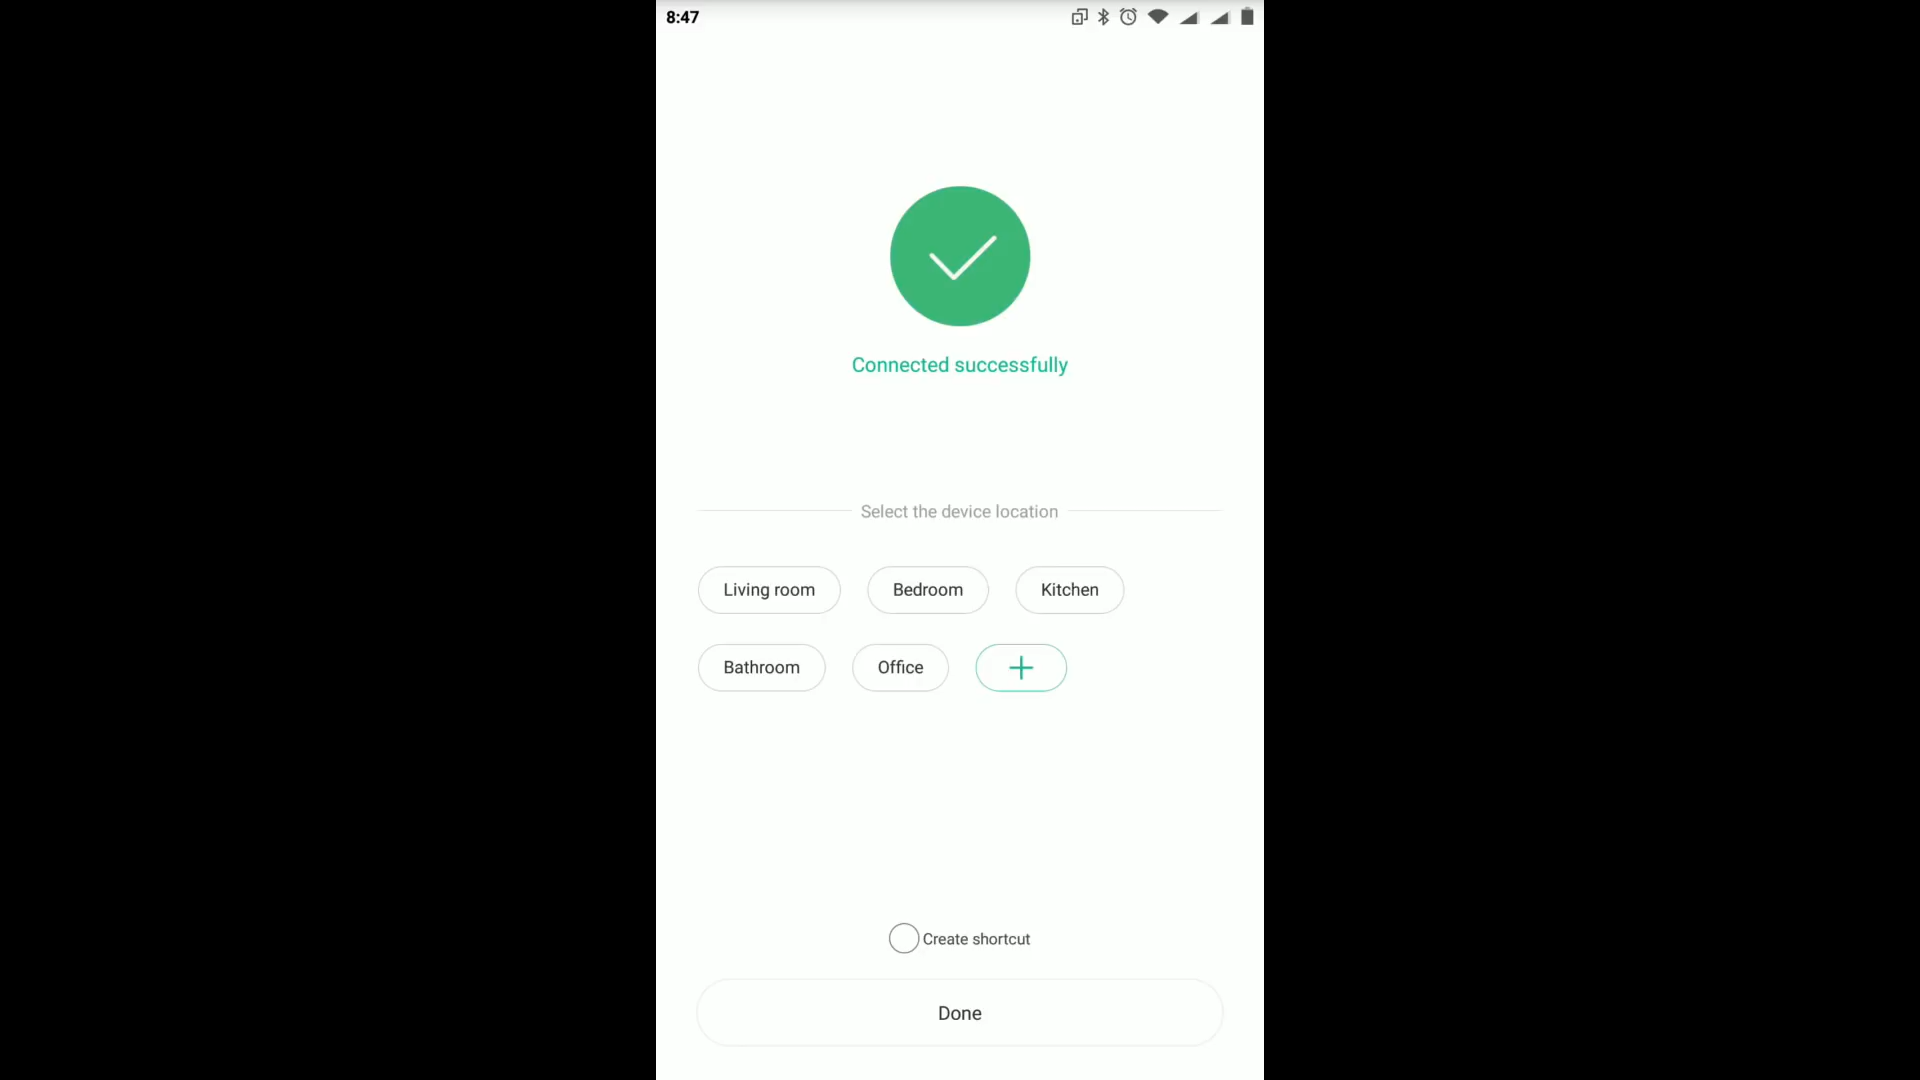 8:47
Connected successfully
Select the device location
Living room
Bedroom
Kitchen
Bathroom
Office
Create shortcut
Done